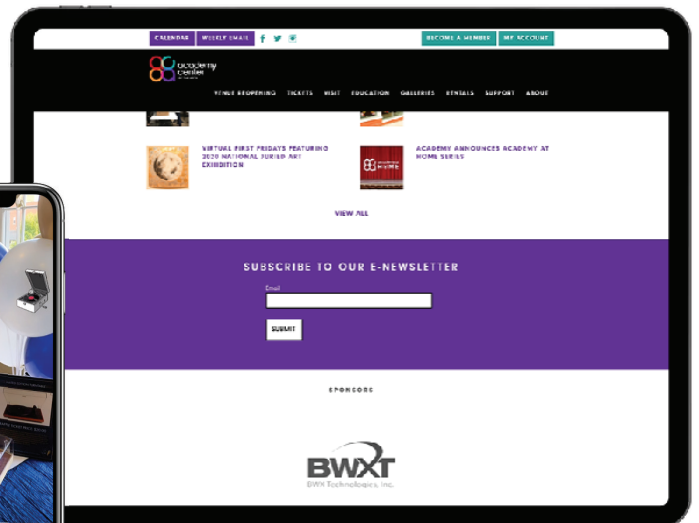 CALENDAR WEEKLY EMAIL BECOME A MEMBER MY ACCOUNT
academy
center
VENUE REOPENING TICKETS VISIT EDUCATION GALLERIES RENTALS SUPPORT ABOUT
VIRTUAL FIRST FRIDAYS FEATURING
2020 NATIONAL JURIED ART
EXHIBITION
HOME
ACADEMY ANNOUNCES ACADEMY AT
HOME SERIES
VIEW ALL
SUBSCRIBE TO OUR E-NEWSLETTER
Email
SUBMIT
SPONSORS
BWXT
BWX Technologies, Inc.